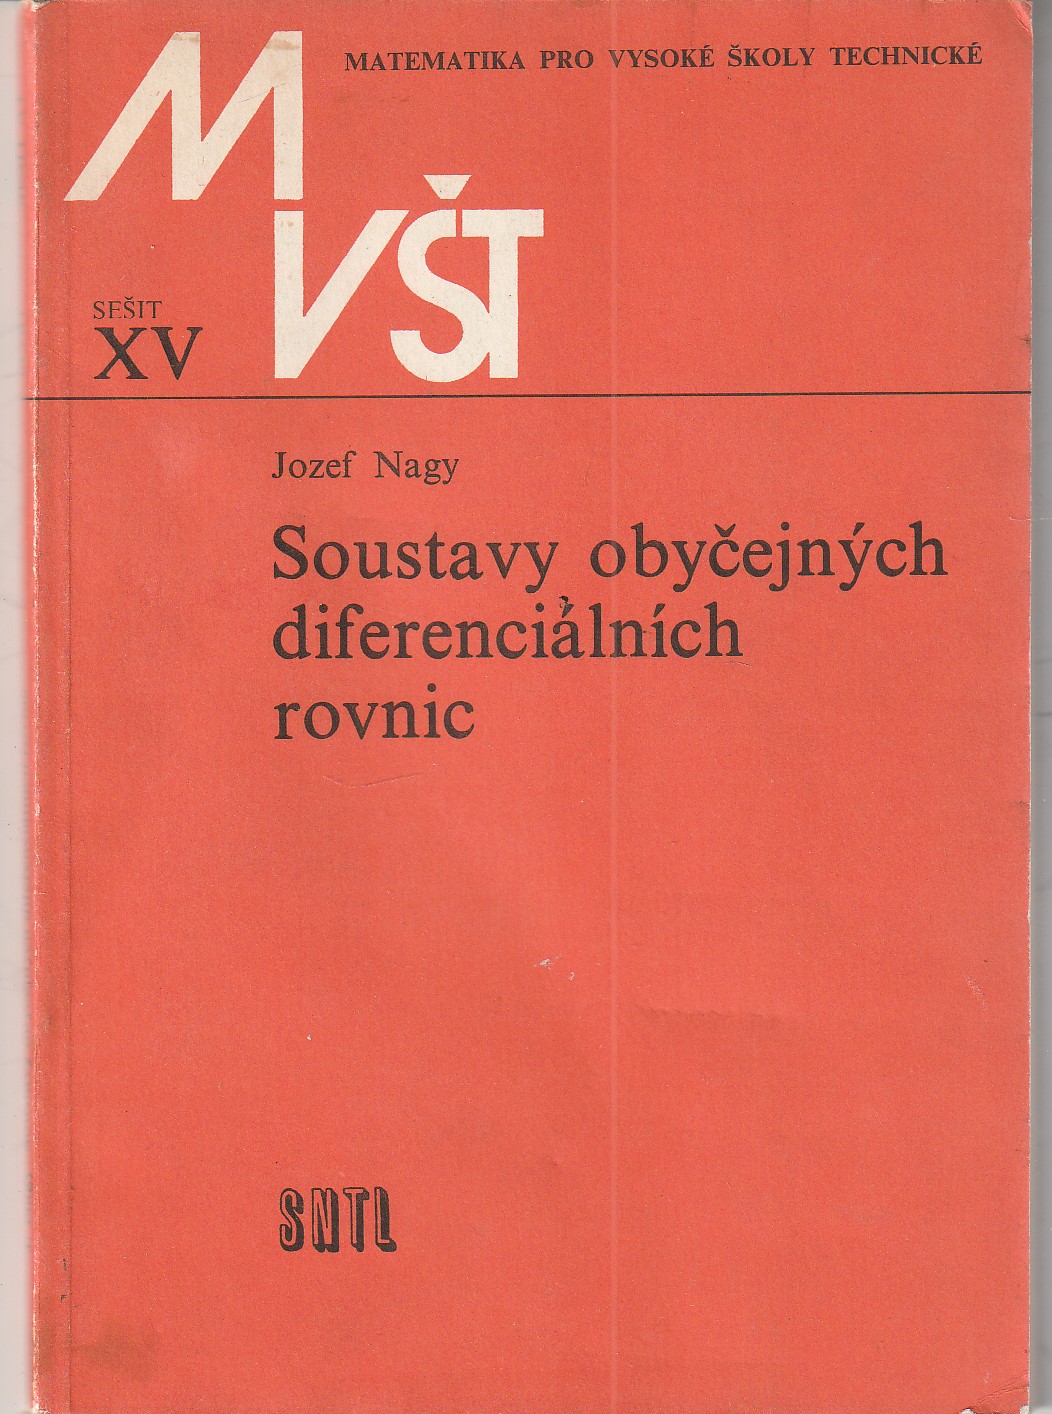 MATEMATIKA PRO VYSOKÉ ŠKOLY TECHNICKÉ
M
VŠT
SEŠIT
XV
Jozef Nagy
Soustavy obyčejných
diferenciálních
rovnic
SNTL